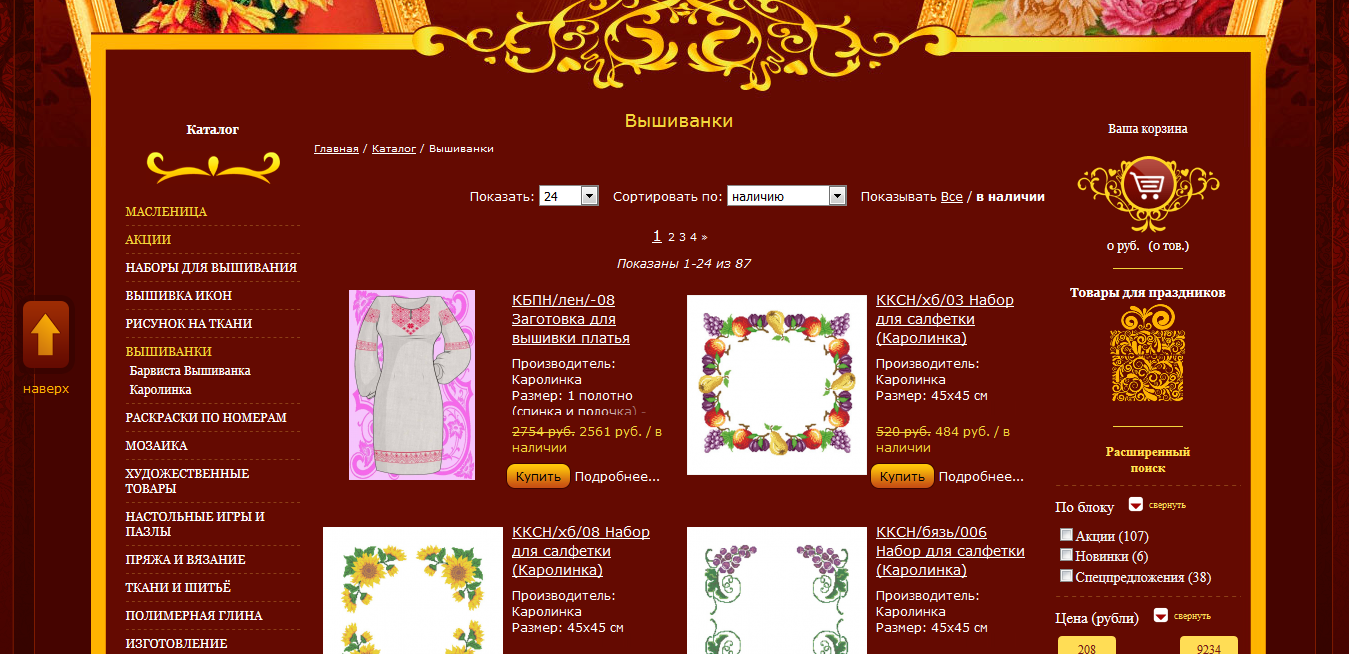 Каталог
МАСЛЕНИЦА
АКЦИИ
НАБОРЫ ДЛЯ ВЫШИВАНИЯ
ВЫШИВКА ИКОН
РИСУНОК НА ТКАНИ
ВЫШИВАНКИ
Барвиста Вышиванка
Каролинка
РАСКРАСКИ ПО НОМЕРАМ
МОЗАИКА
ХУДОЖЕСТВЕННЫЕ
ТОВАРЫ
НАСТОЛЬНЫЕ ИГРЫ И
ПАЗЛЫ
ПРЯЖА И ВЯЗАНИЕ
ТКАНИ И ШИТЬЁ
ПОЛИМЕРНАЯ ГЛИНА
ИЗГОТОВЛЕНИЕ
наверх
Вышиванки
Главная / Каталог / Вышиванки
Показать: 24 Сортировать по: наличию Показывать Все / в наличии
1 2 3 4 »
Показаны 1-24 из 87
КБПН/лен/-08
Заготовка для
вышивки платья
Производитель:
Каролинка
Размер: 1 полотно
(спинка и полочка) -
2754 руб. 2561 руб. / в
наличии
Купить Подробнее...
ККСН/хб/03 Набор
для салфетки
(Каролинка)
Производитель:
Каролинка
Размер: 45х45 см
520 руб. 484 руб. / в
наличии
Купить Подробнее...
ККСН/хб/08 Набор
для салфетки
(Каролинка)
Производитель:
Каролинка
Размер: 45х45 см
ККСН/бязь/006
Набор для салфетки
(Каролинка)
Производитель:
Каролинка
Размер: 45х45 см
Ваша корзина
0 руб. (0 тов.)
Товары для праздников
Расширенный
поиск
По блоку свернуть
Акции (107)
Новинки (6)
Спецпредложения (38)
Цена (рубли) свернуть
208 9234